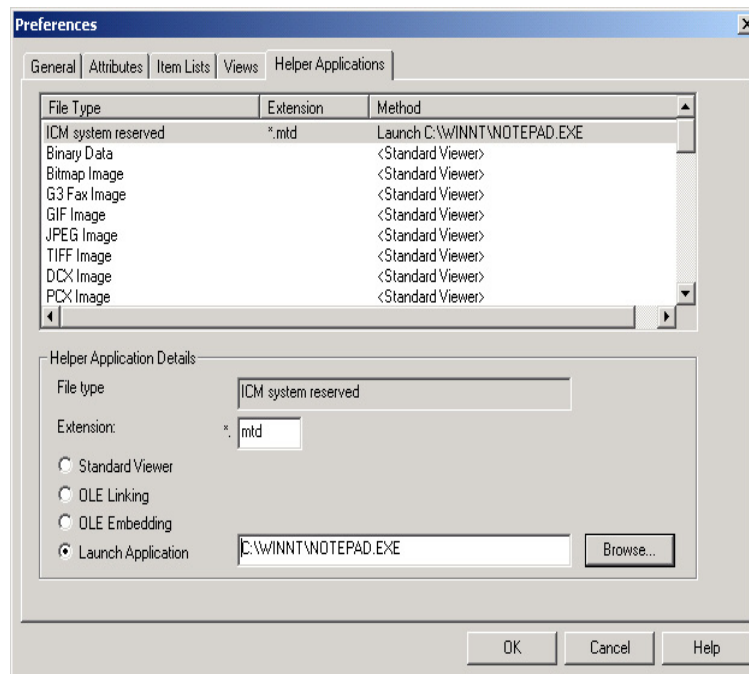 Preferences
General Attributes Item Lists Views Helper Applications
File Type Extension Method
ICM system reserved *.mtd Launch C:\WINNT\NOTEPAD.EXE
Binary Data <Standard Viewer>
Bitmap Image <Standard Viewer>
G3 Fax Image <Standard Viewer>
GIF Image <Standard Viewer>
JPEG Image <Standard Viewer>
TIFF Image <Standard Viewer>
DCX Image <Standard Viewer>
PCX Image <Standard Viewer>
Helper Application Details
File type ICM system reserved
Extension: *. mtd
Standard Viewer
OLE Linking
OLE Embedding
Launch Application C:\WINNT\NOTEPAD.EXE Browse...
OK Cancel Help